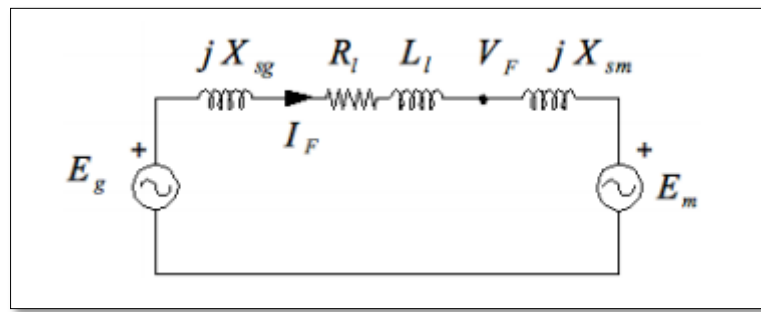 j X_sg R_l L_l V_F j X_sm
I_F
+ +
E_g E_m